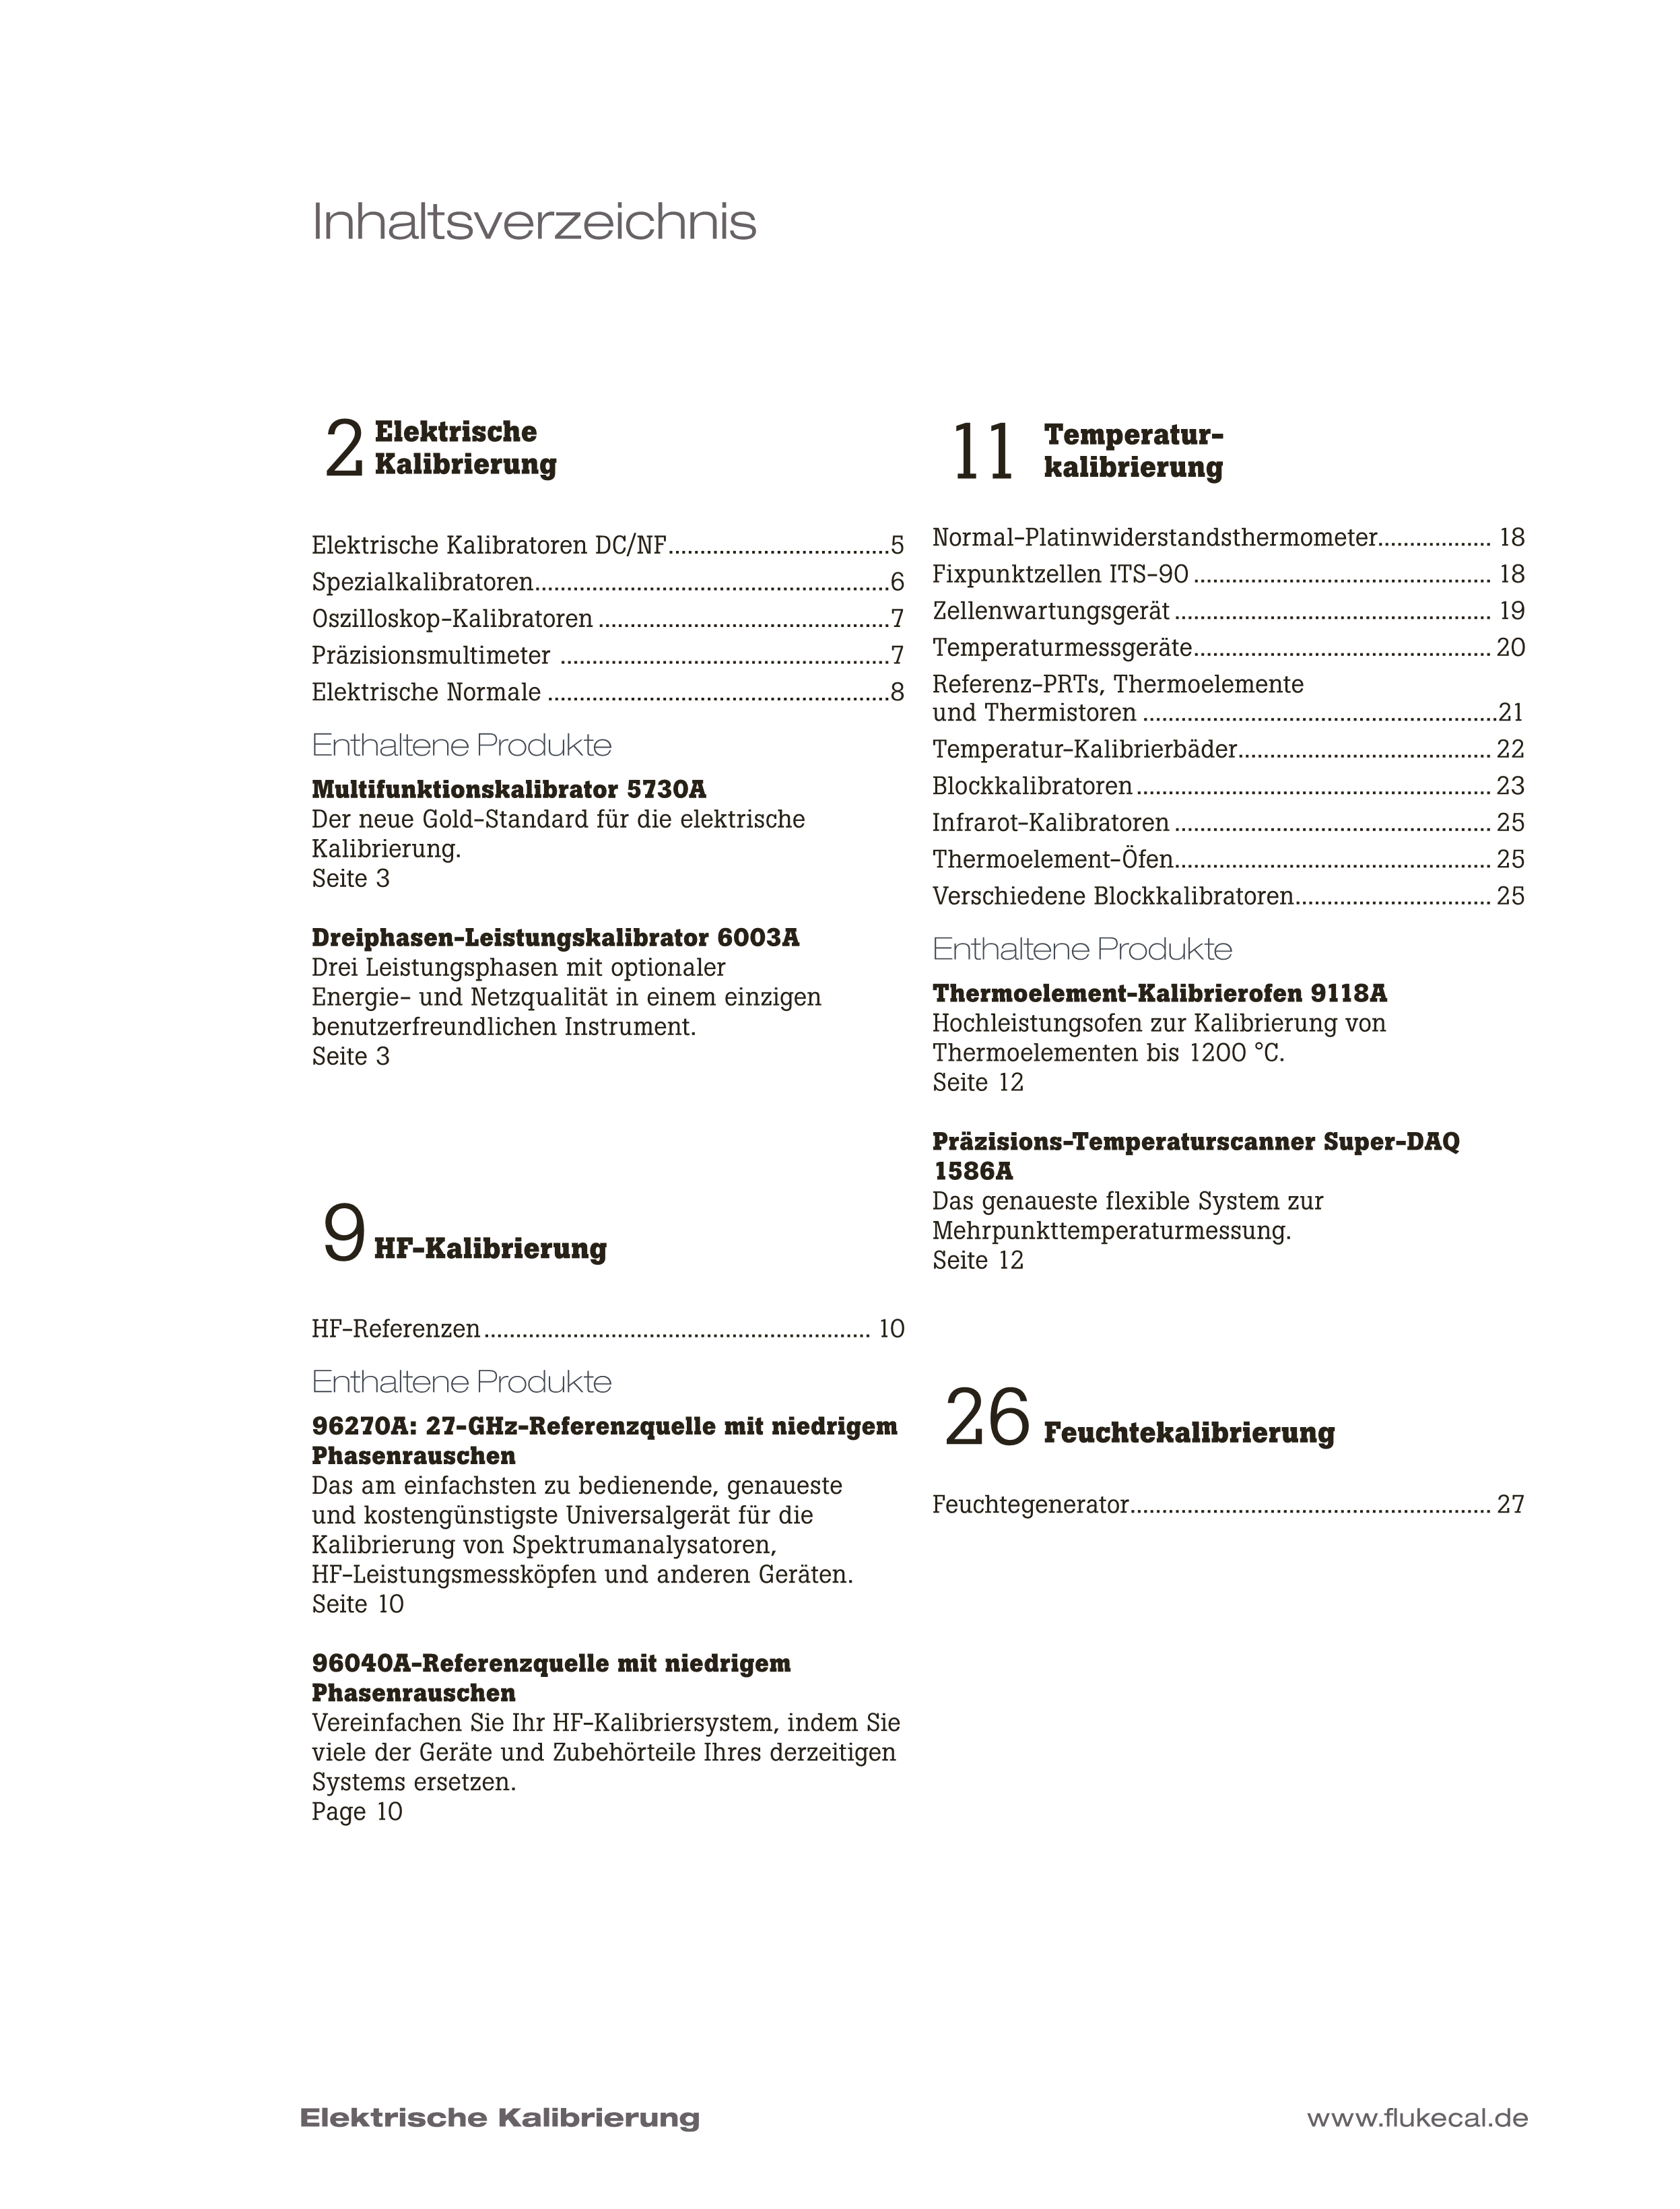 Inhaltsverzeichnis
2 Elektrische
Kalibrierung
Elektrische Kalibratoren DC/NF...................................5
Spezialkalibratoren........................................................6
Oszilloskop-Kalibratoren ..............................................7
Präzisionsmultimeter ....................................................7
Elektrische Normale ......................................................8
Enthaltene Produkte
Multifunktionskalibrator 5730A
Der neue Gold-Standard für die elektrische
Kalibrierung.
Seite 3
Dreiphasen-Leistungskalibrator 6003A
Drei Leistungsphasen mit optionaler
Energie- und Netzqualität in einem einzigen
benutzerfreundlichen Instrument.
Seite 3
9 HF-Kalibrierung
HF-Referenzen ............................................................. 10
Enthaltene Produkte
96270A: 27-GHz-Referenzquelle mit niedrigem
Phasenrauschen
Das am einfachsten zu bedienende, genaueste
und kostengünstigste Universalgerät für die
Kalibrierung von Spektrumanalysatoren,
HF-Leistungsmessköpfen und anderen Geräten.
Seite 10
96040A-Referenzquelle mit niedrigem
Phasenrauschen
Vereinfachen Sie Ihr HF-Kalibriersystem, indem Sie
viele der Geräte und Zubehörteile Ihres derzeitigen
Systems ersetzen.
Page 10
11 Temperatur-
kalibrierung
Normal-Platinwiderstandsthermometer.................. 18
Fixpunktzellen ITS-90 ............................................... 18
Zellenwartungsgerät .................................................. 19
Temperaturmessgeräte............................................... 20
Referenz-PRTs, Thermoelemente
und Thermistoren ........................................................21
Temperatur-Kalibrierbäder........................................ 22
Blockkalibratoren ........................................................ 23
Infrarot-Kalibratoren .................................................. 25
Thermoelement-Öfen.................................................. 25
Verschiedene Blockkalibratoren............................... 25
Enthaltene Produkte
Thermoelement-Kalibrierofen 9118A
Hochleistungsofen zur Kalibrierung von
Thermoelementen bis 1200 °C.
Seite 12
Präzisions-Temperaturscanner Super-DAQ
1586A
Das genaueste flexible System zur
Mehrpunkttemperaturmessung.
Seite 12
26 Feuchtekalibrierung
Feuchtegenerator......................................................... 27
Elektrische Kalibrierung
www.flukecal.de